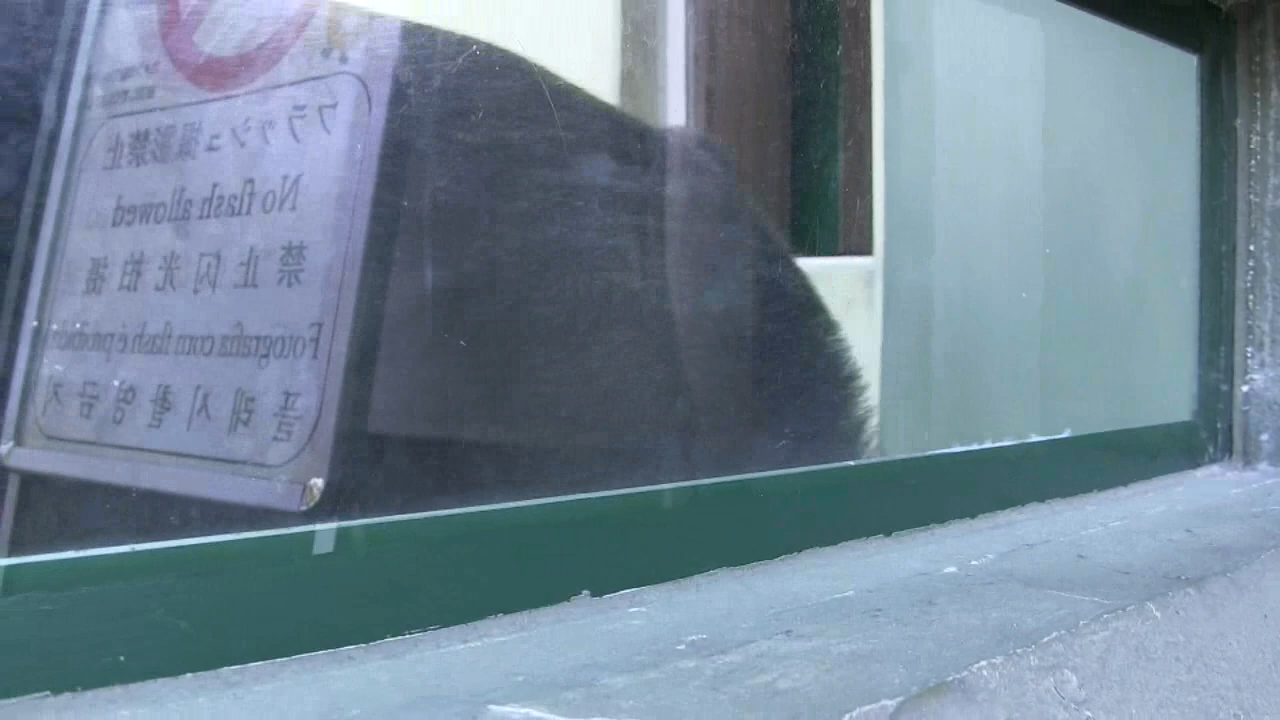 フラッシュ撮影禁止
No flash allowed
禁止闪光拍摄
Fotografia com flash é
플래시촬영금지